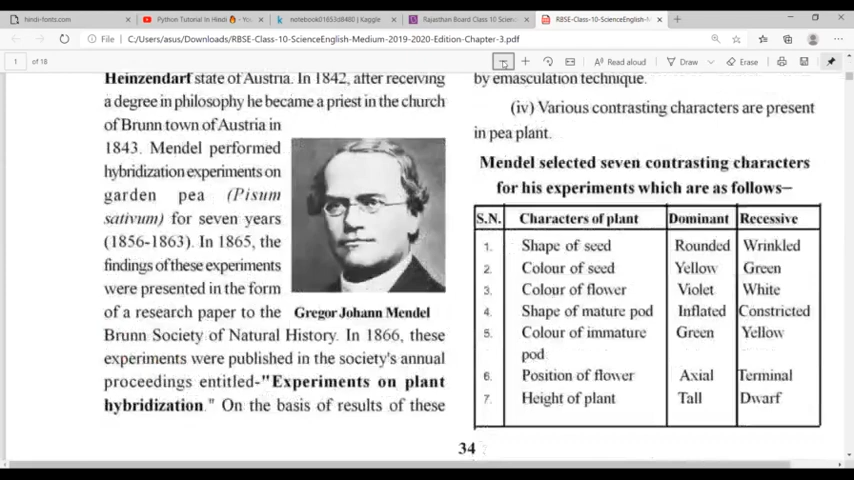 hindi-fonts.com
Python Tutorial In Hindi
notebook01653d8480 | Kaggle
Rajasthan Board Class 10 Scien
RBSE-Class-10-ScienceEnglish-M
File C:/Users/asus/Downloads/RBSE-Class-10-ScienceEnglish-Medium-2019-2020-Edition-Chapter-3.pdf
1 of 18
Read aloud
Draw
Erase
Heinzendarf state of Austria. In 1842, after receiving
a degree in philosophy he became a priest in the church
of Brunn town of Austria in
1843. Mendel performed
hybridization experiments on
garden pea (Pisum
sativum) for seven years
(1856-1863). In 1865, the
findings of these experiments
were presented in the form
of a research paper to the
Gregor Johann Mendel
Brunn Society of Natural History. In 1866, these
experiments were published in the society's annual
proceedings entitled-"Experiments on plant
hybridization." On the basis of results of these
by emasculation technique.
(iv) Various contrasting characters are present
in pea plant.
Mendel selected seven contrasting characters
for his experiments which are as follows–
S.N. Characters of plant Dominant Recessive
1. Shape of seed Rounded Wrinkled
2. Colour of seed Yellow Green
3. Colour of flower Violet White
4. Shape of mature pod Inflated Constricted
5. Colour of immature Green Yellow
pod
6. Position of flower Axial Terminal
7. Height of plant Tall Dwarf
34